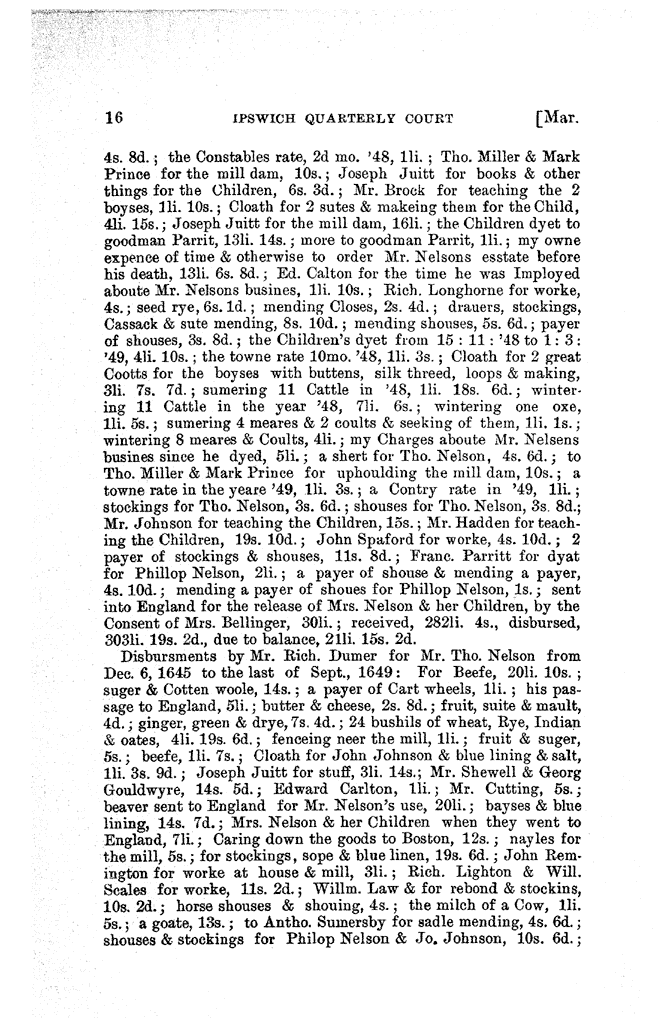 16 IPSWICH QUARTERLY COURT [Mar.
4s. 8d.; the Constables rate, 2d mo. '48, 1li.; Tho. Miller & Mark
Prince for the mill dam, 10s.; Joseph Juitt for books & other
things for the Children, 6s. 3d.; Mr. Brock for teaching the 2
boyses, 1li. 10s.; Cloath for 2 sutes & makeing them for the Child,
4li. 15s.; Joseph Juitt for the mill dam, 16li.; the Children dyet to
goodman Parrit, 13li. 14s.; more to goodman Parrit, 1li.; my owne
expence of time & otherwise to order Mr. Nelsons esstate before
his death, 13li. 6s. 8d.; Ed. Calton for the time he was Imployed
aboute Mr. Nelsons busines, 1li. 10s.; Rich. Longhorne for worke,
4s.; seed rye, 6s. 1d.; mending Closes, 2s. 4d.; drauers, stockings,
Cassack & sute mending, 8s. 10d.; mending shouses, 5s. 6d.; payer
of shouses, 3s. 8d.; the Children's dyet from 15 : 11 : '48 to 1 : 3 :
'49, 4li. 10s.; the towne rate 10mo. '48, 1li. 3s.; Cloath for 2 great
Cootts for the boyses with buttens, silk threed, loops & making,
3li. 7s. 7d.; sumering 11 Cattle in '48, 1li. 18s. 6d.; winter-
ing 11 Cattle in the year '48, 7li. 6s.; wintering one oxe,
1li. 5s.; sumering 4 meares & 2 coults & seeking of them, 1li. 1s.;
wintering 8 meares & Coults, 4li.; my Charges aboute Mr. Nelsens
busines since he dyed, 5li.; a shert for Tho. Nelson, 4s. 6d.; to
Tho. Miller & Mark Prince for uphoulding the mill dam, 10s.; a
towne rate in the yeare '49, 1li. 3s.; a Contry rate in '49, 1li.;
stockings for Tho. Nelson, 3s. 6d.; shouses for Tho. Nelson, 3s. 8d.;
Mr. Johnson for teaching the Children, 15s.; Mr. Hadden for teach-
ing the Children, 19s. 10d.; John Spaford for worke, 4s. 10d.; 2
payer of stockings & shouses, 11s. 8d.; Franc. Parritt for dyat
for Phillop Nelson, 2li.; a payer of shouse & mending a payer,
4s. 10d.; mending a payer of shoues for Phillop Nelson, 1s.; sent
into England for the release of Mrs. Nelson & her Children, by the
Consent of Mrs. Bellinger, 30li.; received, 282li. 4s., disbursed,
303li. 19s. 2d., due to balance, 21li. 15s. 2d.
Disbursments by Mr. Rich. Dumer for Mr. Tho. Nelson from
Dec. 6, 1645 to the last of Sept., 1649: For Beefe, 20li. 10s.;
suger & Cotten woole, 14s.; a payer of Cart wheels, 1li.; his pas-
sage to England, 5li.; butter & cheese, 2s. 8d.; fruit, suite & mault,
4d.; ginger, green & drye, 7s. 4d.; 24 bushils of wheat, Rye, Indian
& oates, 4li. 19s. 6d.; fenceing neer the mill, 1li.; fruit & suger,
5s.; beefe, 1li. 7s.; Cloath for John Johnson & blue lining & salt,
1li. 3s. 9d.; Joseph Juitt for stuff, 3li. 14s.; Mr. Shewell & Georg
Gouldwyre, 14s. 5d.; Edward Carlton, 1li.; Mr. Cutting, 5s.;
beaver sent to England for Mr. Nelson's use, 20li.; bayses & blue
lining, 14s. 7d.; Mrs. Nelson & her Children when they went to
England, 7li.; Caring down the goods to Boston, 12s.; nayles for
the mill, 5s.; for stockings, sope & blue linen, 19s. 6d.; John Rem-
ington for worke at house & mill, 3li.; Rich. Lighton & Will.
Scales for worke, 11s. 2d.; Willm. Law & for rebond & stockins,
10s. 2d.; horse shouses & shouing, 4s.; the milch of a Cow, 1li.
5s.; a goate, 13s.; to Antho. Sumersby for sadle mending, 4s. 6d.;
shouses & stockings for Philop Nelson & Jo. Johnson, 10s. 6d.;